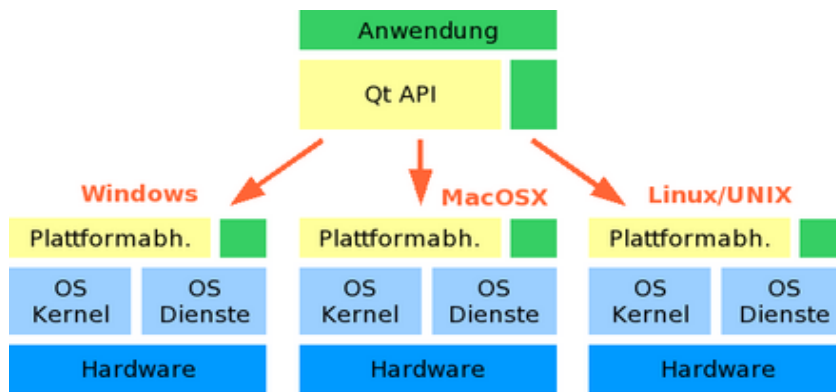 Anwendung
Qt API
Windows
MacOSX
Linux/UNIX
Plattformabh.
Plattformabh.
Plattformabh.
OS
Kernel
OS
Dienste
OS
Kernel
OS
Dienste
OS
Kernel
OS
Dienste
Hardware
Hardware
Hardware